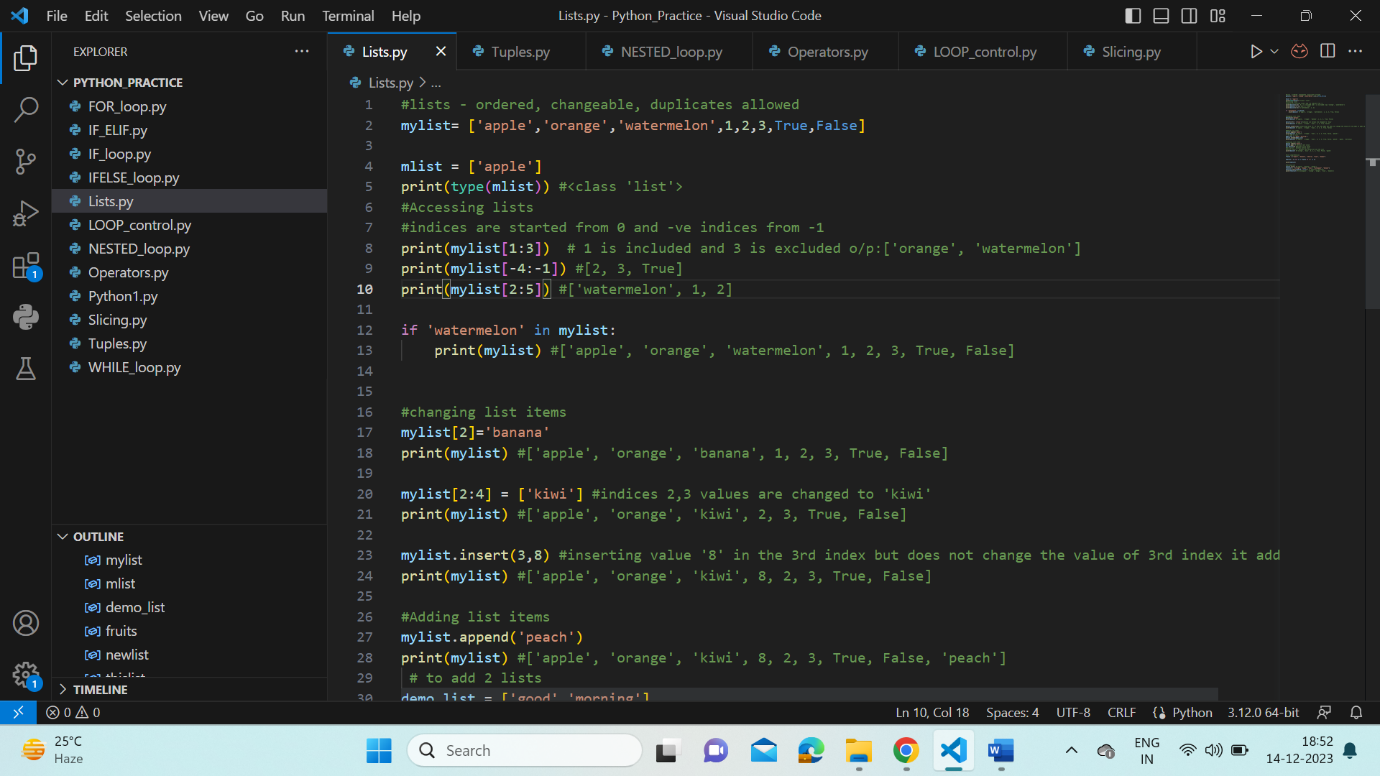 File Edit Selection View Go Run Terminal Help
Lists.py - Python_Practice - Visual Studio Code
EXPLORER
PYTHON_PRACTICE
FOR_loop.py
IF_ELIF.py
IF_loop.py
IFELSE_loop.py
Lists.py
LOOP_control.py
NESTED_loop.py
Operators.py
Python1.py
Slicing.py
Tuples.py
WHILE_loop.py
OUTLINE
mylist
mlist
demo_list
fruits
newlist
thislist
TIMELINE
1
1
Lists.py Tuples.py NESTED_loop.py Operators.py LOOP_control.py Slicing.py
Lists.py > ...
1 #lists - ordered, changeable, duplicates allowed
2 mylist= ['apple','orange','watermelon',1,2,3,True,False]
3
4 mlist = ['apple']
5 print(type(mlist)) #<class 'list'>
6 #Accessing lists
7 #indices are started from 0 and -ve indices from -1
8 print(mylist[1:3])  # 1 is included and 3 is excluded o/p:['orange', 'watermelon']
9 print(mylist[-4:-1]) #[2, 3, True]
10 print(mylist[2:5]) #['watermelon', 1, 2]
11
12 if 'watermelon' in mylist:
13     print(mylist) #['apple', 'orange', 'watermelon', 1, 2, 3, True, False]
14
15
16 #changing list items
17 mylist[2]='banana'
18 print(mylist) #['apple', 'orange', 'banana', 1, 2, 3, True, False]
19
20 mylist[2:4] = ['kiwi'] #indices 2,3 values are changed to 'kiwi'
21 print(mylist) #['apple', 'orange', 'kiwi', 2, 3, True, False]
22
23 mylist.insert(3,8) #inserting value '8' in the 3rd index but does not change the value of 3rd index it add
24 print(mylist) #['apple', 'orange', 'kiwi', 8, 2, 3, True, False]
25
26 #Adding list items
27 mylist.append('peach')
28 print(mylist) #['apple', 'orange', 'kiwi', 8, 2, 3, True, False, 'peach']
29  # to add 2 lists
30 demo_list = ['good','morning']
0 0
Ln 10, Col 18 Spaces: 4 UTF-8 CRLF Python 3.12.0 64-bit
25°C
Haze
Search
ENG
IN
18:52
14-12-2023